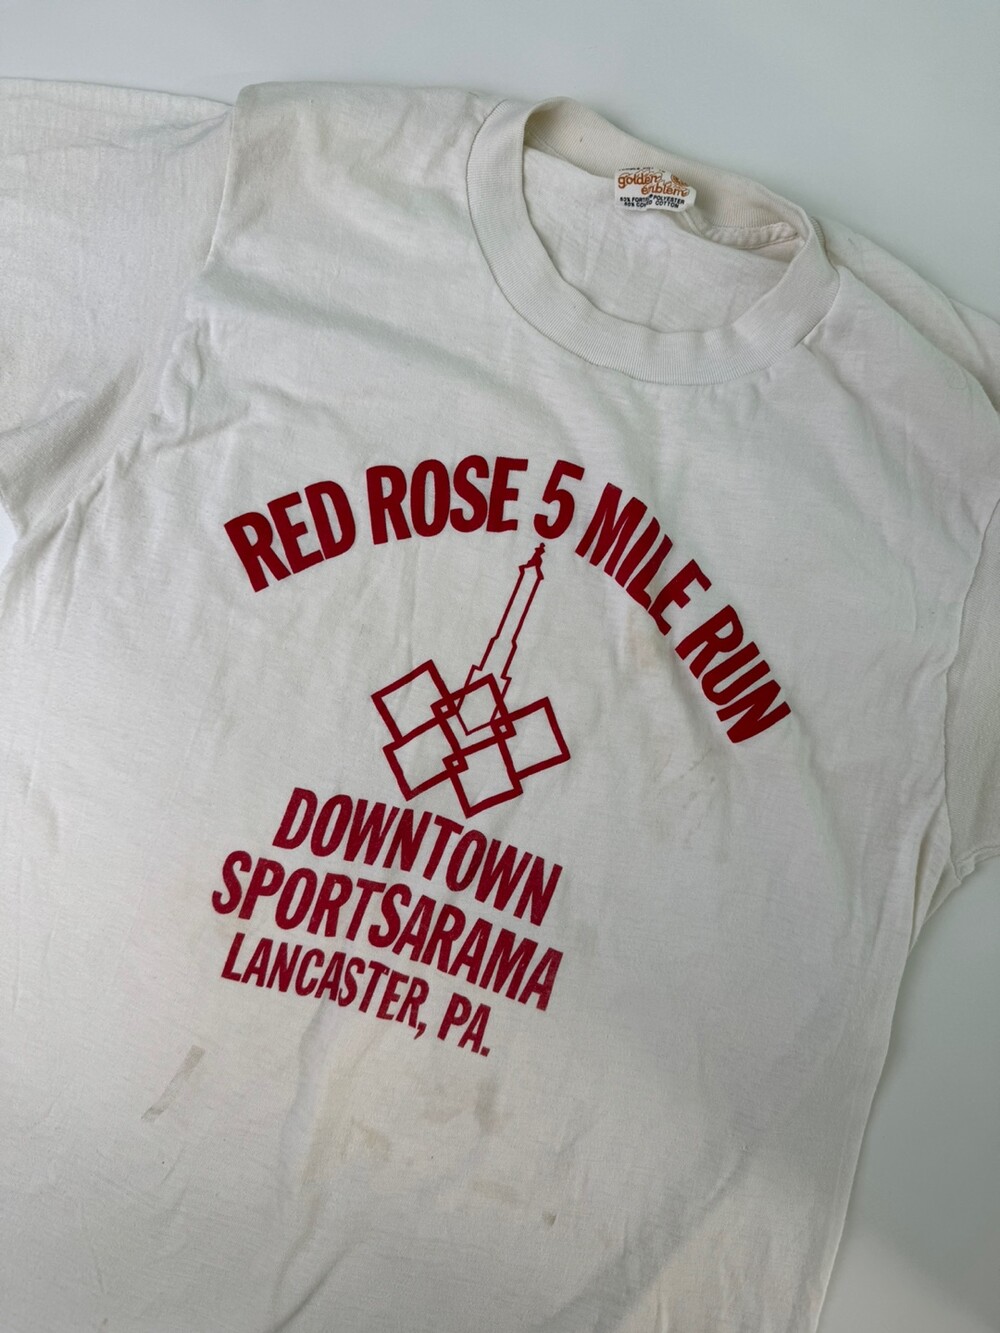 golden
emblem
RED ROSE 5 MILE RUN
DOWNTOWN
SPORTSARAMA
LANCASTER, PA.